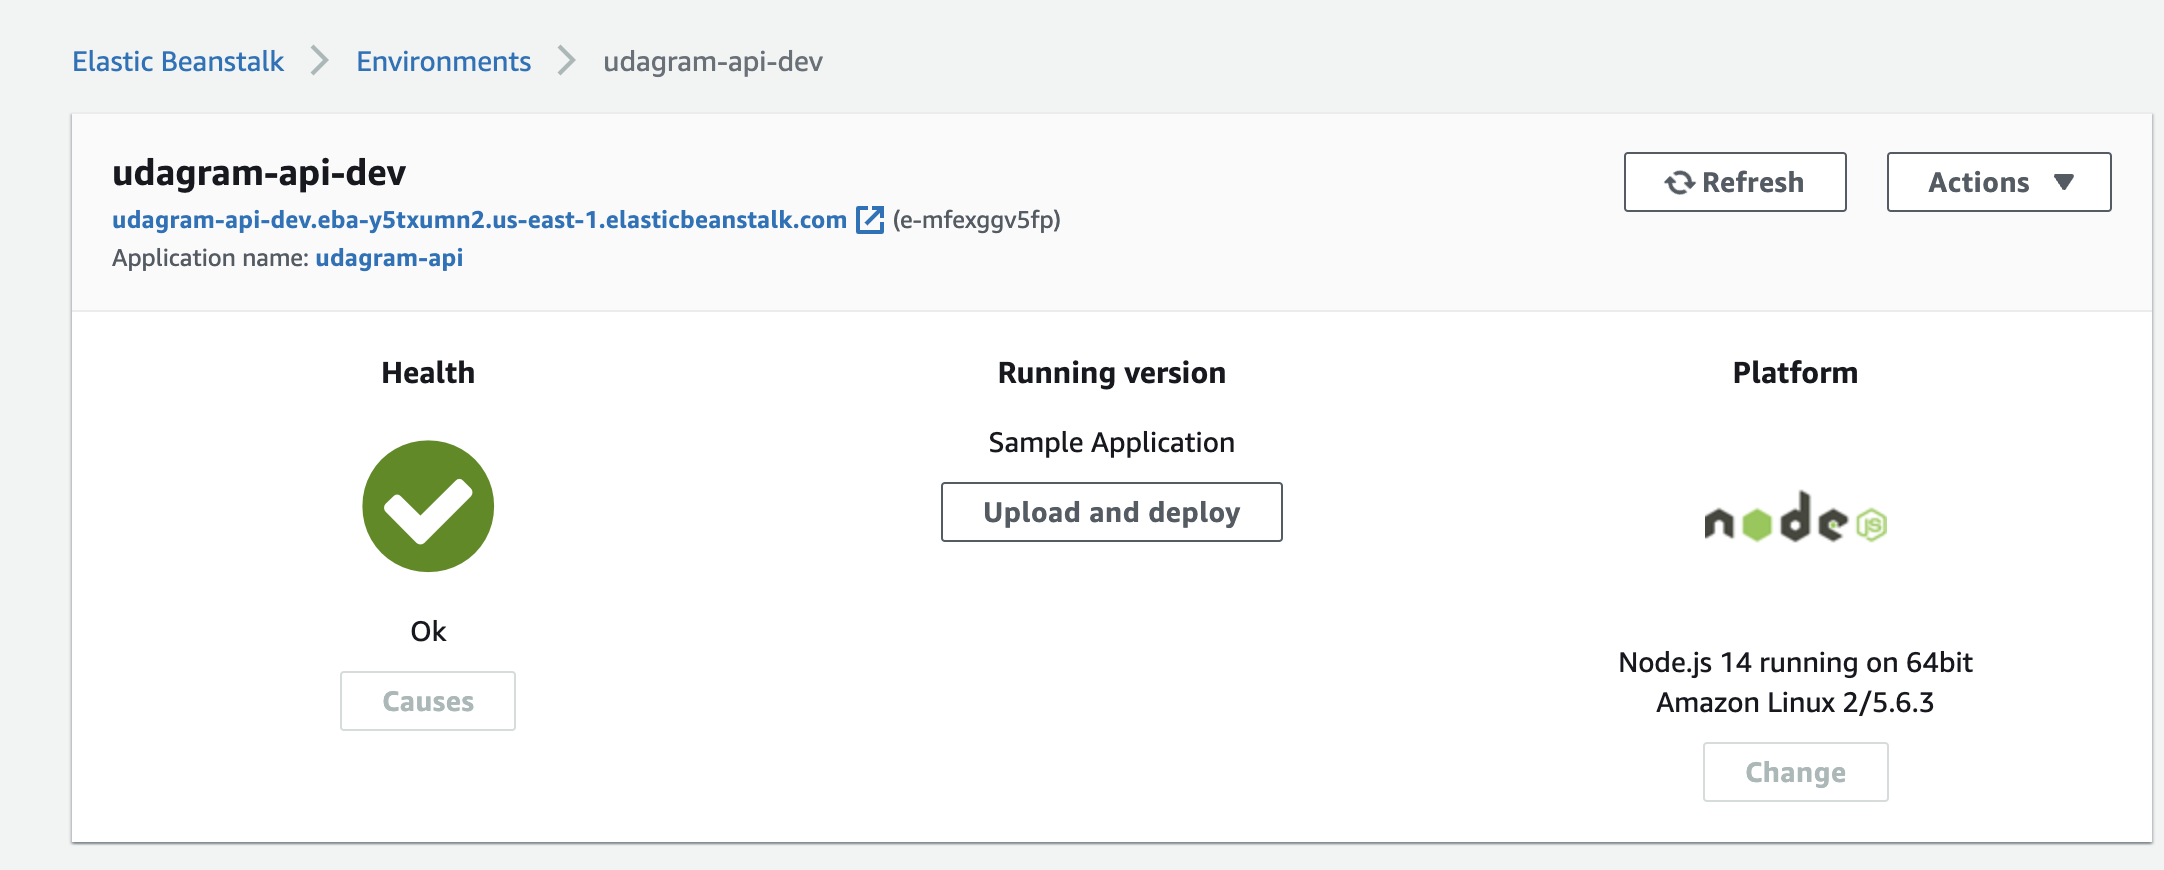 Elastic Beanstalk > Environments > udagram-api-dev
udagram-api-dev
Refresh
Actions
udagram-api-dev.eba-y5txumn2.us-east-1.elasticbeanstalk.com (e-mfexggv5fp)
Application name: udagram-api
Health
Running version
Platform
Sample Application
Upload and deploy
node JS
Ok
Causes
Node.js 14 running on 64bit
Amazon Linux 2/5.6.3
Change